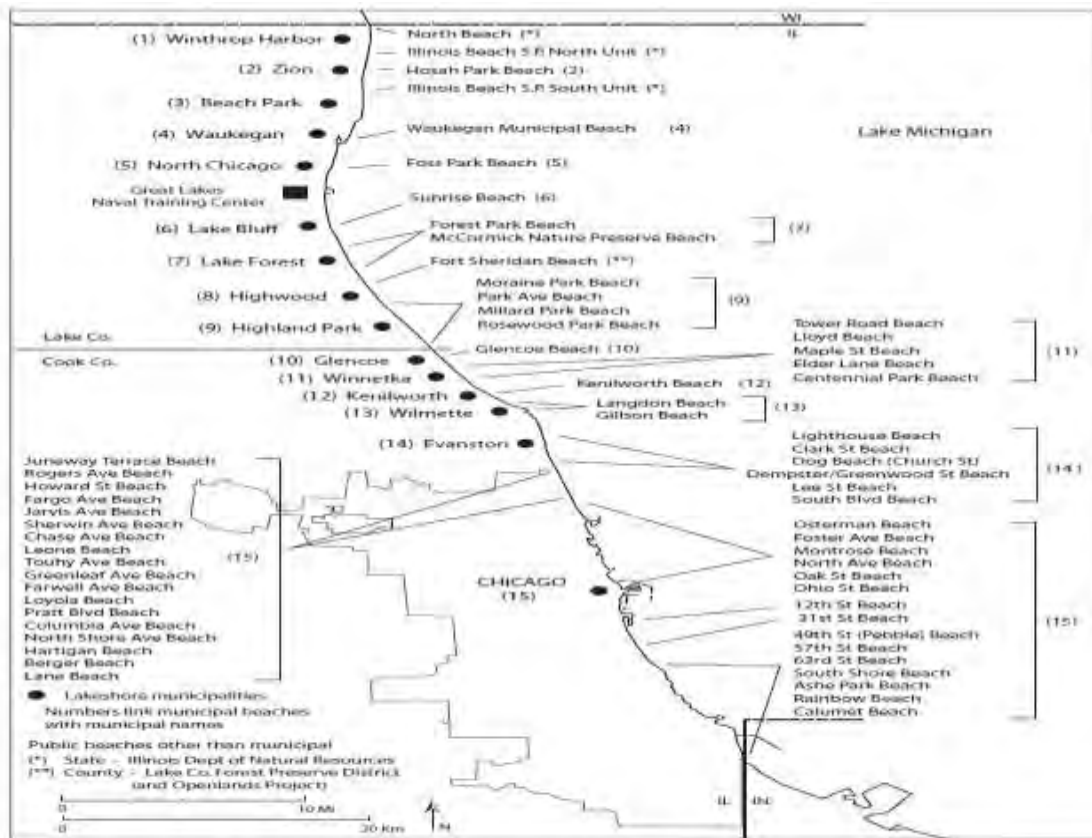 WI
IL
(1) Winthrop Harbor
(2) Zion
(3) Beach Park
(4) Waukegan
(5) North Chicago
Great Lakes
Naval Training Center
(6) Lake Bluff
(7) Lake Forest
(8) Highwood
(9) Highland Park
Lake Co.
Cook Co.
(10) Glencoe
(11) Winnetka
(12) Kenilworth
(13) Wilmette
(14) Evanston
CHICAGO
(15)
North Beach (*)
Illinois Beach S.P. North Unit (*)
Hosah Park Beach (2)
Illinois Beach S.P. South Unit (*)
Waukegan Municipal Beach (4)
Foss Park Beach (5)
Sunrise Beach (6)
Forest Park Beach
McCormick Nature Preserve Beach
(7)
Fort Sheridan Beach (**)
Moraine Park Beach
Park Ave Beach
Millard Park Beach
Rosewood Park Beach
(9)
Glencoe Beach (10)
Lake Michigan
Tower Road Beach
Lloyd Beach
Maple St Beach
Elder Lane Beach
Centennial Park Beach
(11)
Kenilworth Beach (12)
Langdon Beach
Gillson Beach
(13)
Lighthouse Beach
Clark St Beach
Dog Beach (Church St)
Dempster/Greenwood St Beach
Lee St Beach
South Blvd Beach
(14)
Osterman Beach
Foster Ave Beach
Montrose Beach
North Ave Beach
Oak St Beach
Ohio St Beach
12th St Beach
31st St Beach
49th St (Pebble) Beach
57th St Beach
63rd St Beach
South Shore Beach
Ashe Park Beach
Rainbow Beach
Calumet Beach
(15)
Juneway Terrace Beach
Rogers Ave Beach
Howard St Beach
Fargo Ave Beach
Jarvis Ave Beach
Sherwin Ave Beach
Chase Ave Beach
Leone Beach
Touhy Ave Beach
Greenleaf Ave Beach
Farwell Ave Beach
Loyola Beach
Pratt Blvd Beach
Columbia Ave Beach
North Shore Ave Beach
Hartigan Beach
Berger Beach
Lane Beach
(15)
Lakeshore municipalities
Numbers link municipal beaches
with municipal names
Public beaches other than municipal
(*) State - Illinois Dept of Natural Resources
(**) County - Lake Co. Forest Preserve District
(and Openlands Project)
0 10 Mi
0 20 Km
N
IL IN